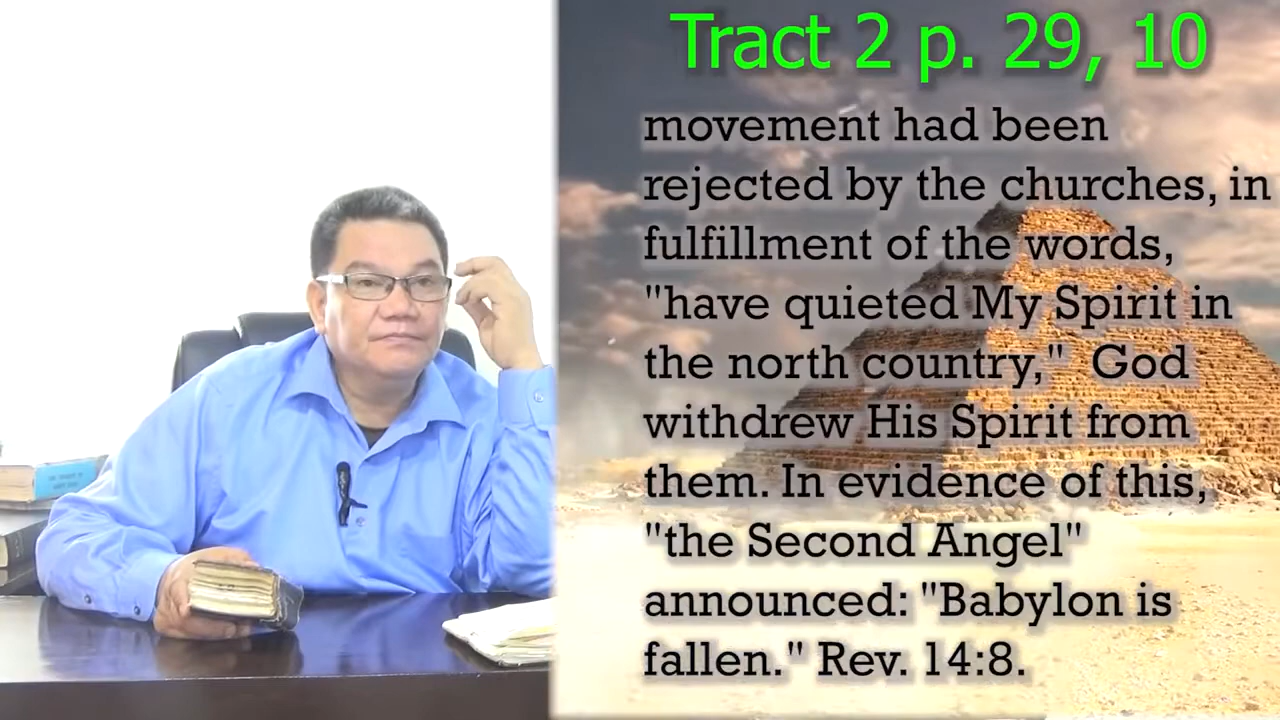 Tract 2 p. 29, 10
movement had been
rejected by the churches, in
fulfillment of the words,
"have quieted My Spirit in
the north country,"  God
withdrew His Spirit from
them. In evidence of this,
"the Second Angel"
announced: "Babylon is
fallen." Rev. 14:8.